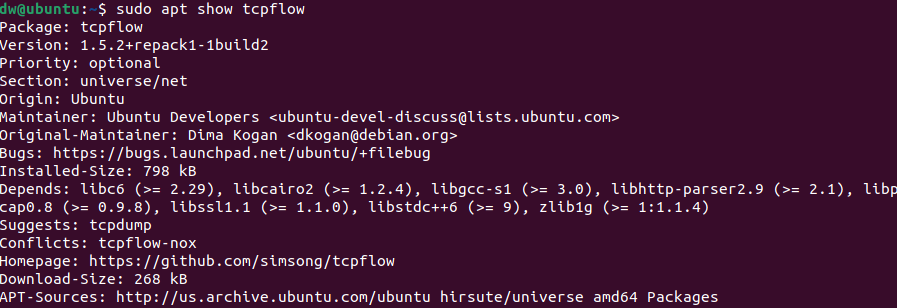 dw@ubuntu:~$ sudo apt show tcpflow
Package: tcpflow
Version: 1.5.2+repack1-1build2
Priority: optional
Section: universe/net
Origin: Ubuntu
Maintainer: Ubuntu Developers <ubuntu-devel-discuss@lists.ubuntu.com>
Original-Maintainer: Dima Kogan <dkogan@debian.org>
Bugs: https://bugs.launchpad.net/ubuntu/+filebug
Installed-Size: 798 kB
Depends: libc6 (>= 2.29), libcairo2 (>= 1.2.4), libgcc-s1 (>= 3.0), libhttp-parser2.9 (>= 2.1), libp
cap0.8 (>= 0.9.8), libssl1.1 (>= 1.1.0), libstdc++6 (>= 9), zlib1g (>= 1:1.1.4)
Suggests: tcpdump
Conflicts: tcpflow-nox
Homepage: https://github.com/simsong/tcpflow
Download-Size: 268 kB
APT-Sources: http://us.archive.ubuntu.com/ubuntu hirsute/universe amd64 Packages